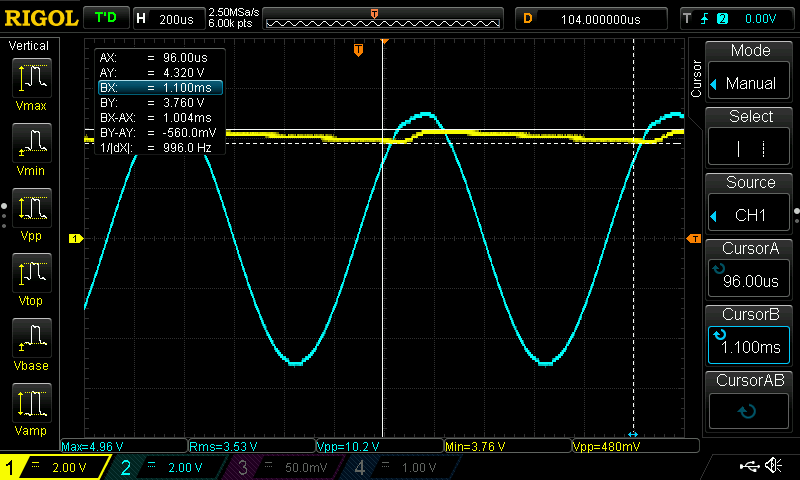 RIGOL T'D H 200us 2.50MSa/s D 104.000000us T 2 0.00V
6.00k pts
T
Vertical
Vmax
Vmin
Vpp
Vtop
Vbase
Vamp
T
AX: = 96.00us
AY: = 4.320 V
BX: = 1.100ms
BY: = 3.760 V
BX-AX: = 1.004ms
BY-AY: = -560.0mV
1/|dX|: = 996.0 Hz
1
T
Cursor
Mode
Manual
Select
Source
CH1
CursorA
96.00us
CursorB
1.100ms
CursorAB
Max=4.96 V Rms=3.53 V Vpp=10.2 V Min=3.76 V Vpp=480mV
1 = 2.00 V 2 = 2.00 V 3 = 50.0mV 4 = 1.00 V